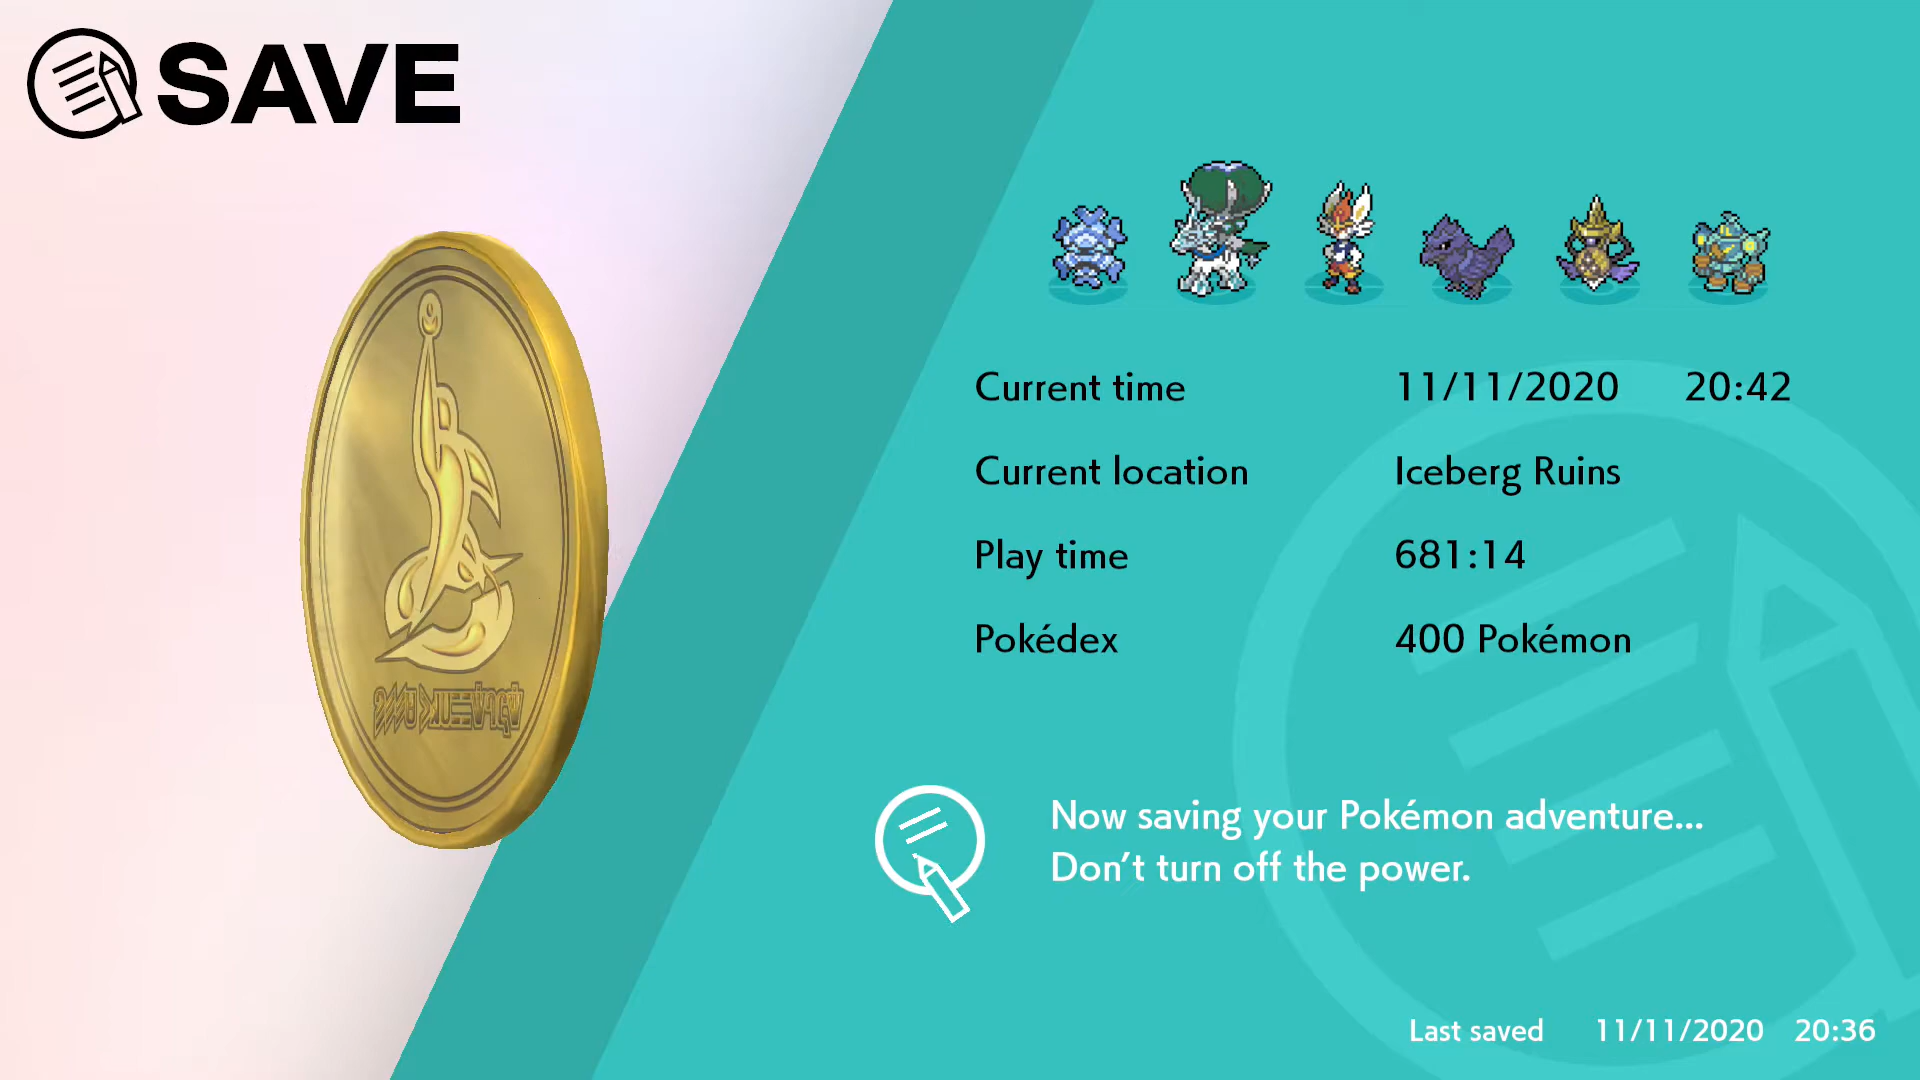 SAVE
Current time 11/11/2020 20:42
Current location Iceberg Ruins
Play time 681:14
Pokédex 400 Pokémon
Now saving your Pokémon adventure...
Don't turn off the power.
Last saved 11/11/2020 20:36